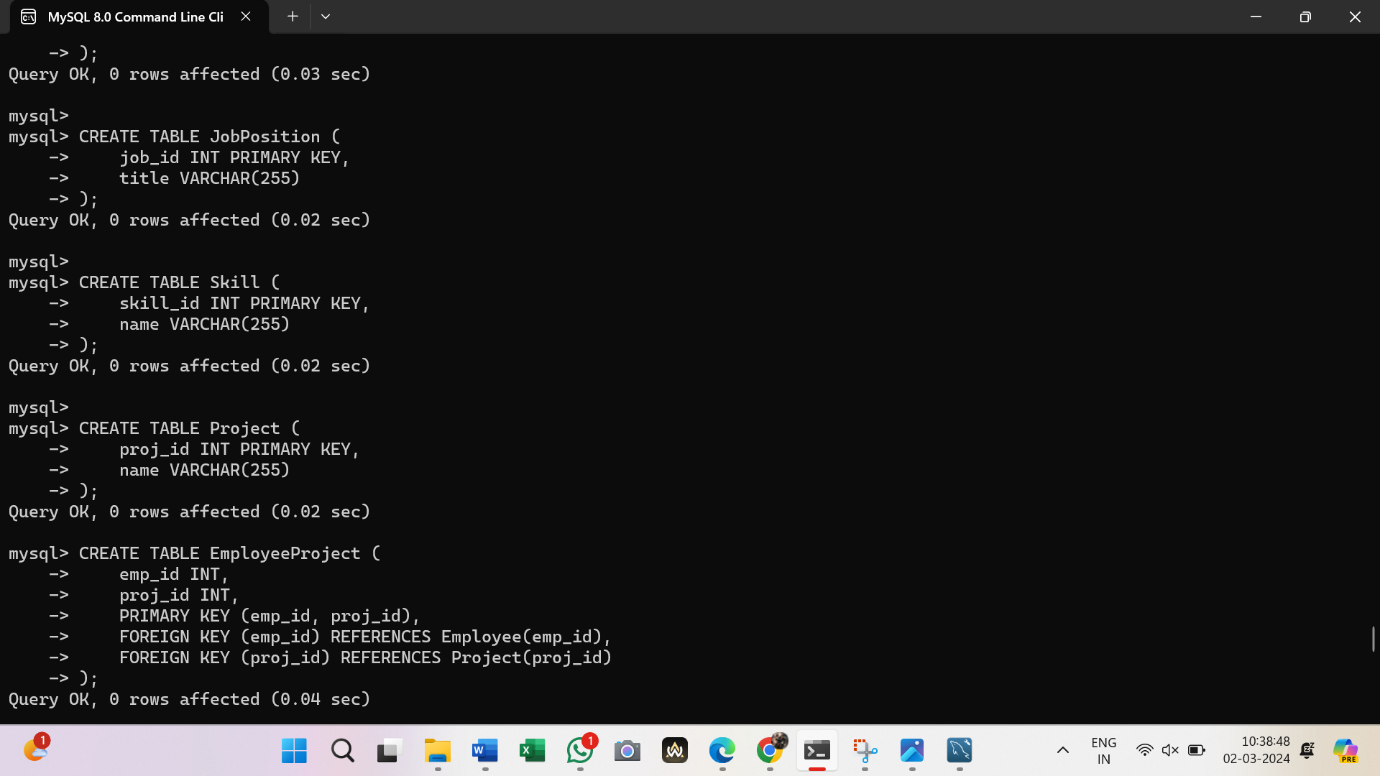 MySQL 8.0 Command Line Cli
-> );
Query OK, 0 rows affected (0.03 sec)
mysql>
mysql> CREATE TABLE JobPosition (
-> job_id INT PRIMARY KEY,
-> title VARCHAR(255)
-> );
Query OK, 0 rows affected (0.02 sec)
mysql>
mysql> CREATE TABLE Skill (
-> skill_id INT PRIMARY KEY,
-> name VARCHAR(255)
-> );
Query OK, 0 rows affected (0.02 sec)
mysql>
mysql> CREATE TABLE Project (
-> proj_id INT PRIMARY KEY,
-> name VARCHAR(255)
-> );
Query OK, 0 rows affected (0.02 sec)
mysql> CREATE TABLE EmployeeProject (
-> emp_id INT,
-> proj_id INT,
-> PRIMARY KEY (emp_id, proj_id),
-> FOREIGN KEY (emp_id) REFERENCES Employee(emp_id),
-> FOREIGN KEY (proj_id) REFERENCES Project(proj_id)
-> );
Query OK, 0 rows affected (0.04 sec)
1
W
X
1
ENG
IN
10:38:48
02-03-2024
PRE